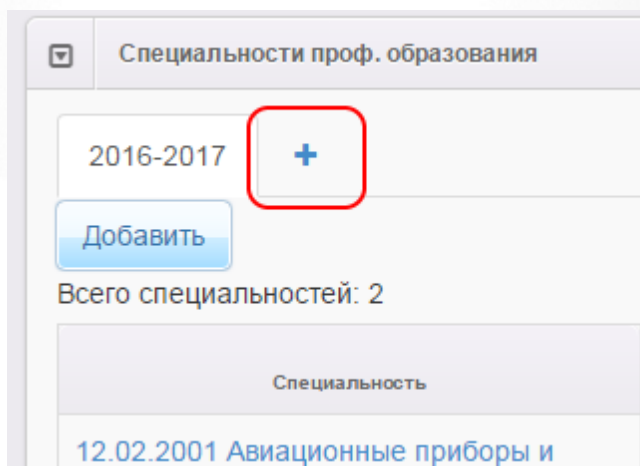 Специальности проф. образования
2016-2017 +
Добавить
Всего специальностей: 2
Специальность
12.02.2001 Авиационные приборы и